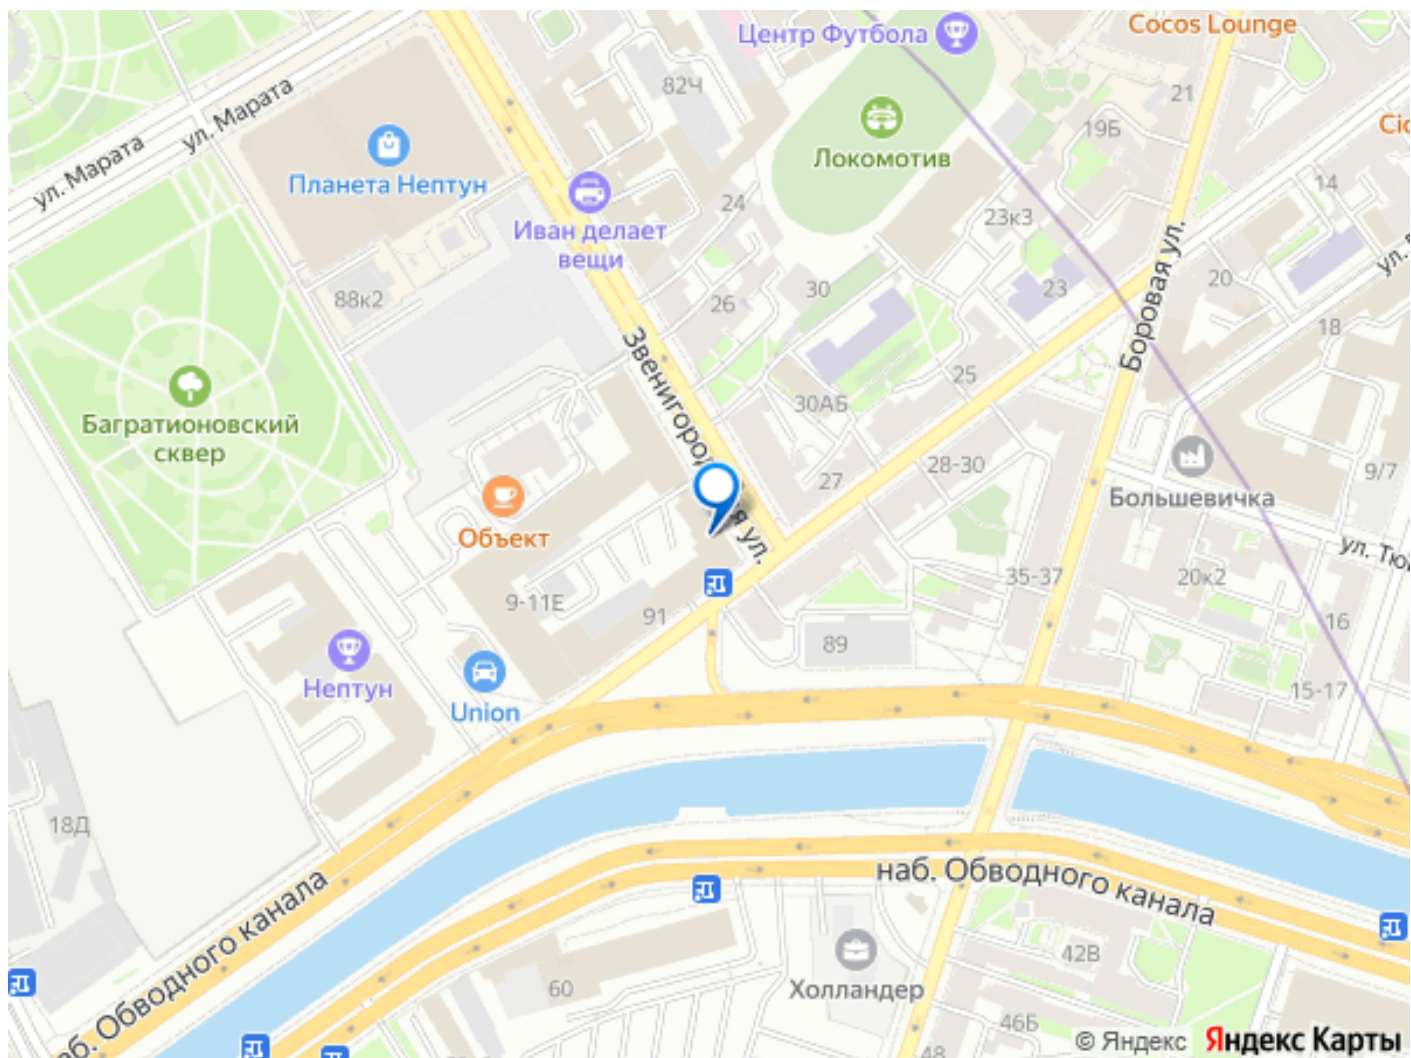 Центр Футбола
Cocos Lounge
82Ч
21
19Б
ул. Марата
ул. Марата
Планета Нептун
Локомотив
Иван делает
вещи
24
23к3
14
88к2
26
30
23
20
18
Боровая ул.
Звенигород
ая ул.
25
30АБ
Багратионовский
сквер
27
28-30
9/7
Большевичка
Объект
9-11Е
91
35-37
20к2
16
89
15-17
Нептун
Union
18Д
наб. Обводного канала
наб. Обводного канала
60
Холландер
42В
46Б
48
© Яндекс Яндекс Карты